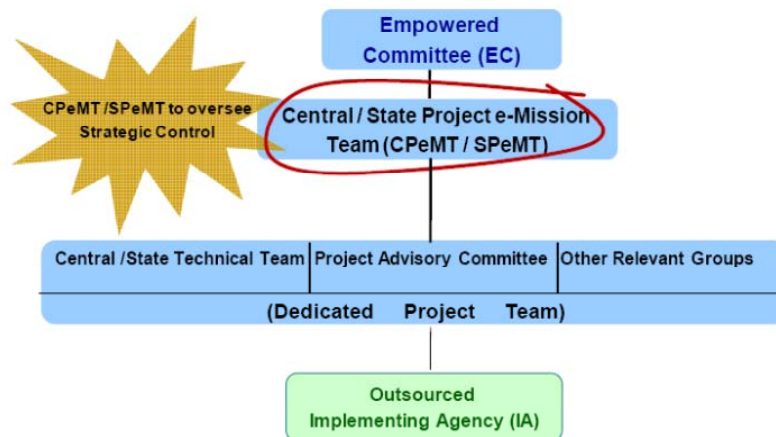 Empowered
Committee (EC)
CPeMT /SPeMT to oversee
Strategic Control
Central / State Project e-Mission
Team (CPeMT / SPeMT)
Central /State Technical Team
Project Advisory Committee
Other Relevant Groups
(Dedicated Project Team)
Outsourced
Implementing Agency (IA)